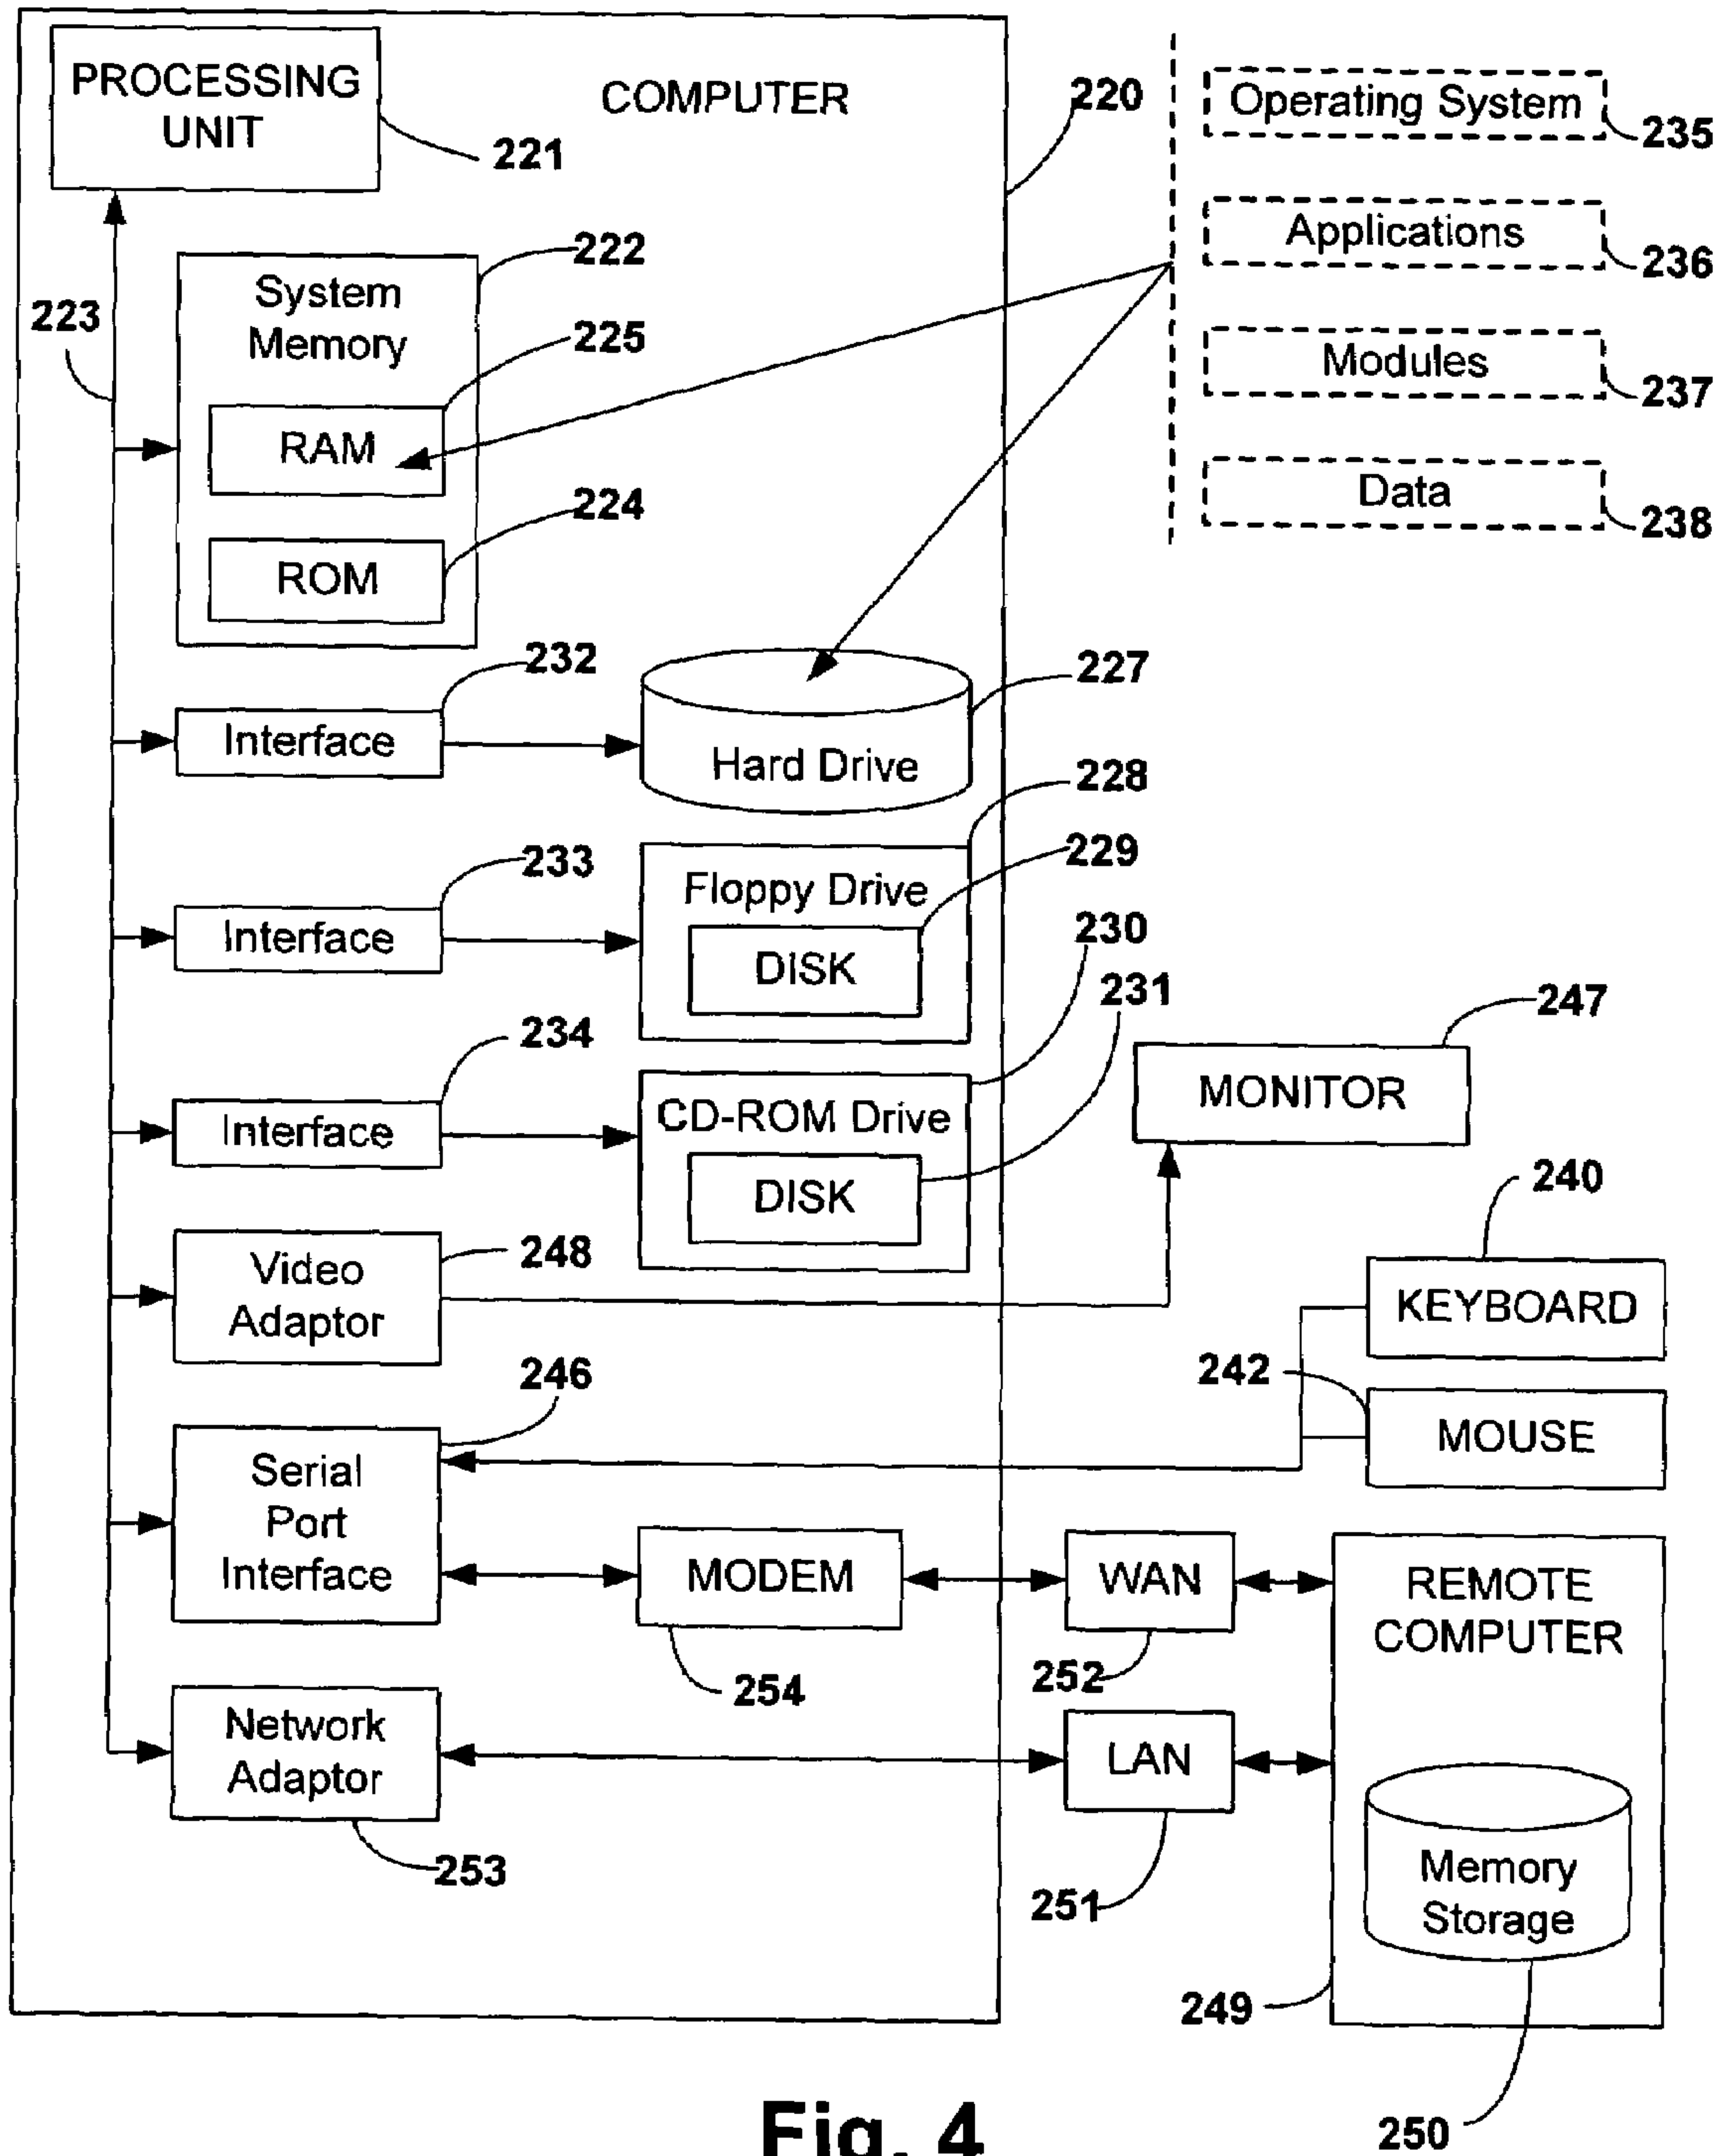 PROCESSING
UNIT
COMPUTER
220
221
Operating System
235
Applications
236
Modules
237
Data
238
222
System
Memory
223
225
RAM
224
ROM
232
Interface
227
Hard Drive
228
233
Interface
229
Floppy Drive
DISK
230
231
234
Interface
CD-ROM Drive
DISK
247
MONITOR
248
Video
Adaptor
240
KEYBOARD
242
MOUSE
246
Serial
Port
Interface
MODEM
254
WAN
252
REMOTE
COMPUTER
Network
Adaptor
253
LAN
251
Memory
Storage
249
250
Fig. 4